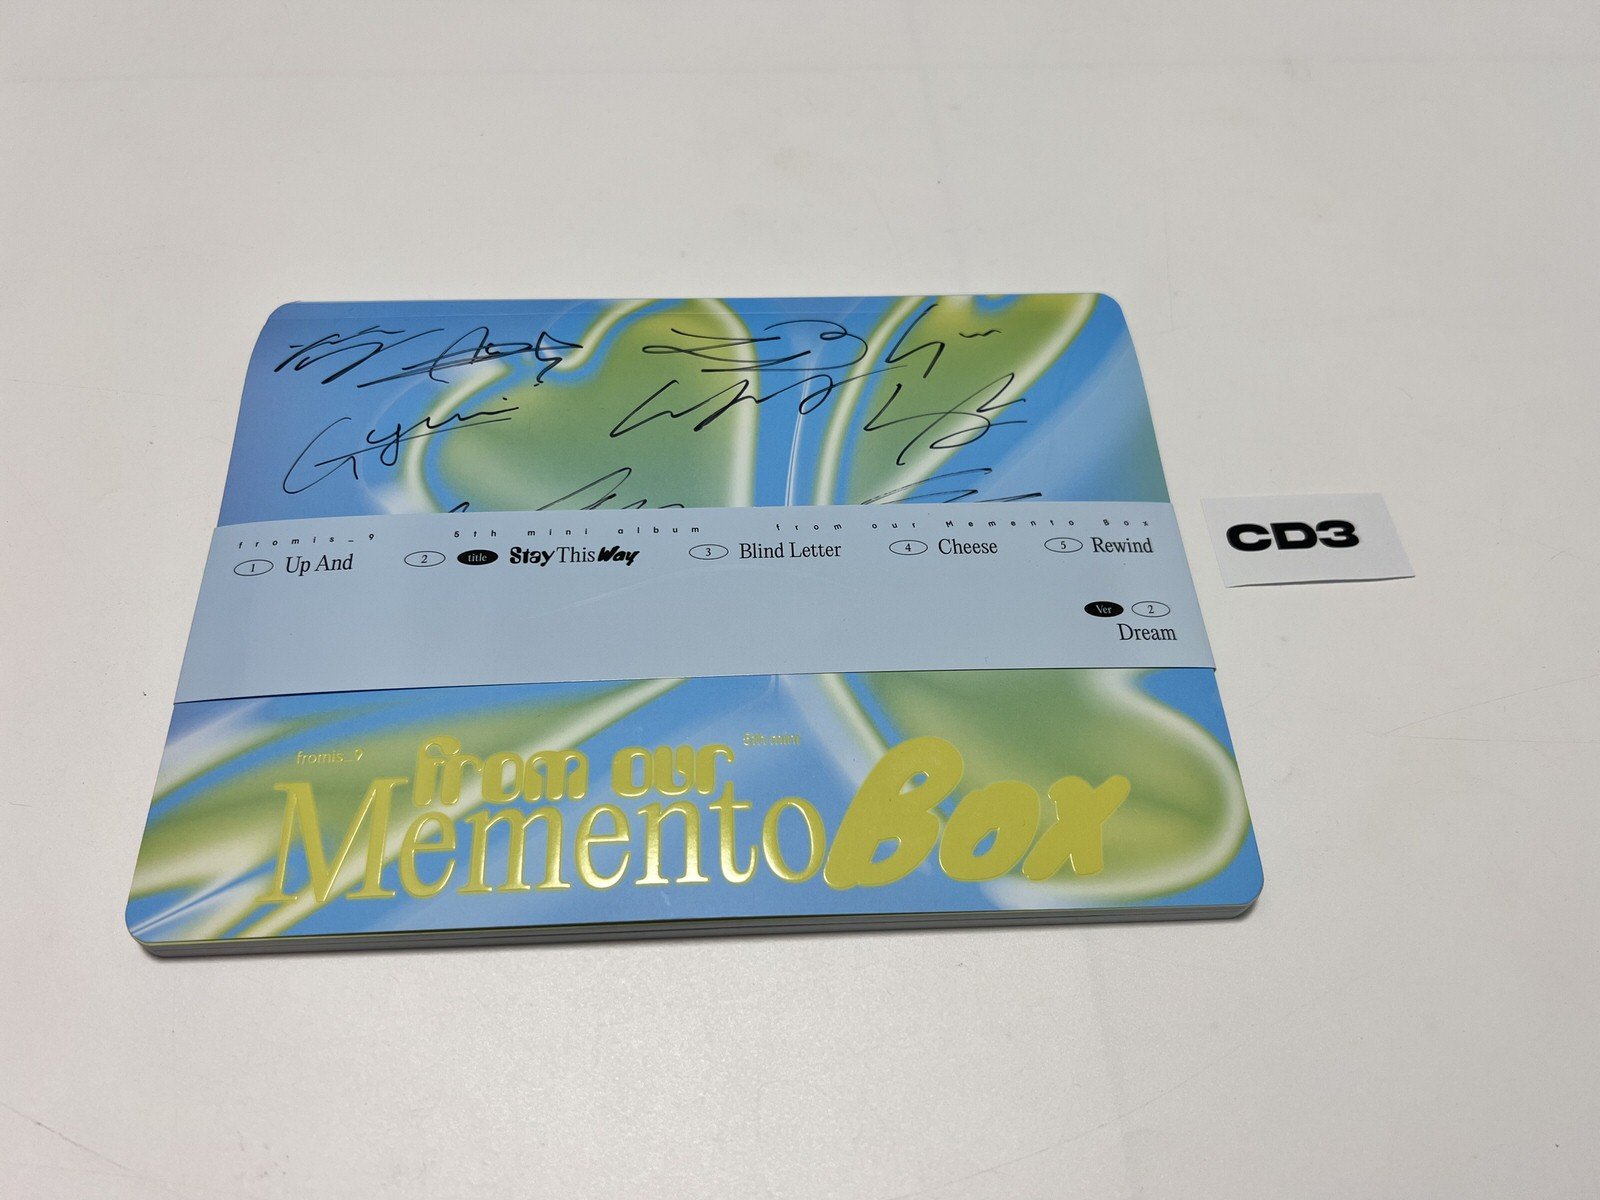 Gyuri
fromis_9 5th mini album from our Memento Box
1 Up And 2 title Stay This Way 3 Blind Letter 4 Cheese 5 Rewind
Ver 2
Dream
CD3
fromis_9 from our 5th mini
Memento Box